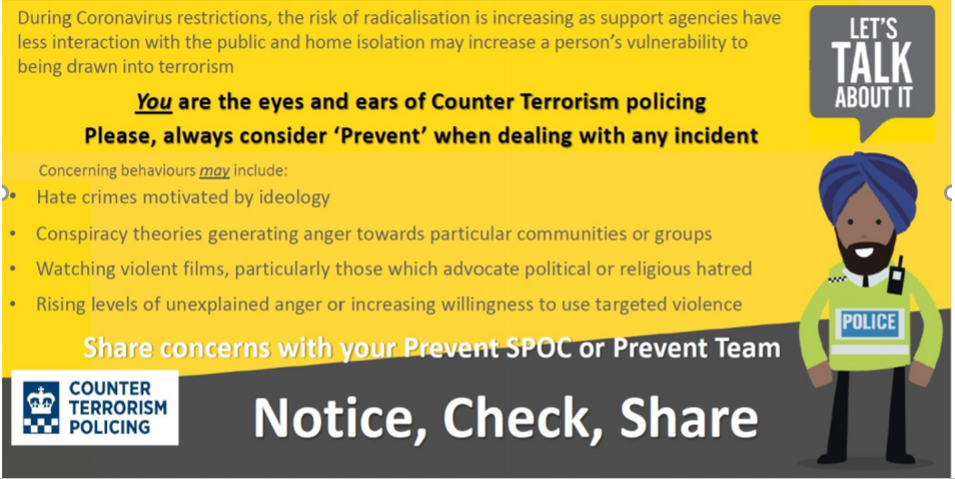 During Coronavirus restrictions, the risk of radicalisation is increasing as support agencies have
less interaction with the public and home isolation may increase a person's vulnerability to
being drawn into terrorism
LET'S
TALK
ABOUT IT
You are the eyes and ears of Counter Terrorism policing
Please, always consider 'Prevent' when dealing with any incident
Concerning behaviours may include:
• Hate crimes motivated by ideology
• Conspiracy theories generating anger towards particular communities or groups
• Watching violent films, particularly those which advocate political or religious hatred
• Rising levels of unexplained anger or increasing willingness to use targeted violence
POLICE
Share concerns with your Prevent SPOC or Prevent Team
COUNTER
TERRORISM
POLICING
Notice, Check, Share